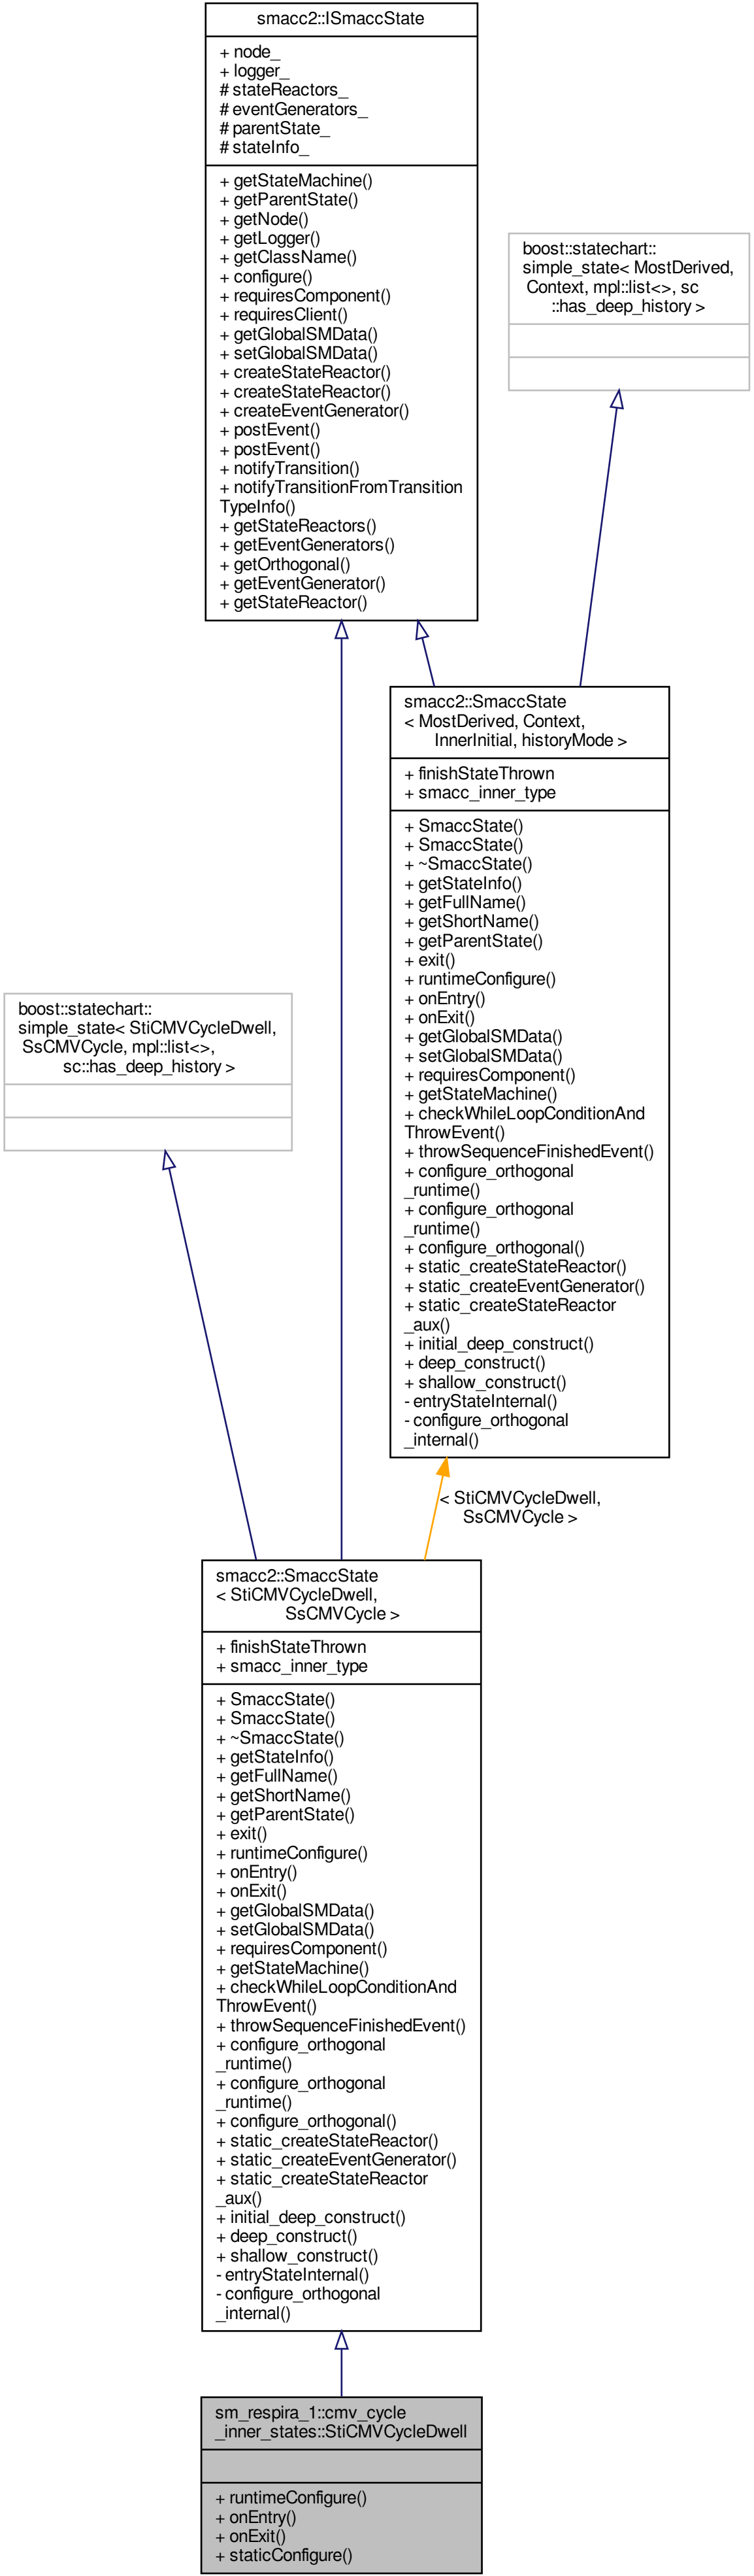 smacc2::ISmaccState
+ node_
+ logger_
# stateReactors_
# eventGenerators_
# parentState_
# stateInfo_
+ getStateMachine()
+ getParentState()
+ getNode()
+ getLogger()
+ getClassName()
+ configure()
+ requiresComponent()
+ requiresClient()
+ getGlobalSMData()
+ setGlobalSMData()
+ createStateReactor()
+ createStateReactor()
+ createEventGenerator()
+ postEvent()
+ postEvent()
+ notifyTransition()
+ notifyTransitionFromTransition
TypeInfo()
+ getStateReactors()
+ getEventGenerators()
+ getOrthogonal()
+ getEventGenerator()
+ getStateReactor()
boost::statechart::
simple_state< MostDerived,
Context, mpl::list<>, sc
::has_deep_history >
smacc2::SmaccState
< MostDerived, Context,
InnerInitial, historyMode >
+ finishStateThrown
+ smacc_inner_type
+ SmaccState()
+ SmaccState()
+ ~SmaccState()
+ getStateInfo()
+ getFullName()
+ getShortName()
+ getParentState()
+ exit()
+ runtimeConfigure()
+ onEntry()
+ onExit()
+ getGlobalSMData()
+ setGlobalSMData()
+ requiresComponent()
+ getStateMachine()
+ checkWhileLoopConditionAnd
ThrowEvent()
+ throwSequenceFinishedEvent()
+ configure_orthogonal
_runtime()
+ configure_orthogonal
_runtime()
+ configure_orthogonal()
+ static_createStateReactor()
+ static_createEventGenerator()
+ static_createStateReactor
_aux()
+ initial_deep_construct()
+ deep_construct()
+ shallow_construct()
- entryStateInternal()
- configure_orthogonal
_internal()
boost::statechart::
simple_state< StiCMVCycleDwell,
SsCMVCycle, mpl::list<>,
sc::has_deep_history >
< StiCMVCycleDwell,
SsCMVCycle >
smacc2::SmaccState
< StiCMVCycleDwell,
SsCMVCycle >
+ finishStateThrown
+ smacc_inner_type
+ SmaccState()
+ SmaccState()
+ ~SmaccState()
+ getStateInfo()
+ getFullName()
+ getShortName()
+ getParentState()
+ exit()
+ runtimeConfigure()
+ onEntry()
+ onExit()
+ getGlobalSMData()
+ setGlobalSMData()
+ requiresComponent()
+ getStateMachine()
+ checkWhileLoopConditionAnd
ThrowEvent()
+ throwSequenceFinishedEvent()
+ configure_orthogonal
_runtime()
+ configure_orthogonal
_runtime()
+ configure_orthogonal()
+ static_createStateReactor()
+ static_createEventGenerator()
+ static_createStateReactor
_aux()
+ initial_deep_construct()
+ deep_construct()
+ shallow_construct()
- entryStateInternal()
- configure_orthogonal
_internal()
sm_respira_1::cmv_cycle
_inner_states::StiCMVCycleDwell
+ runtimeConfigure()
+ onEntry()
+ onExit()
+ staticConfigure()